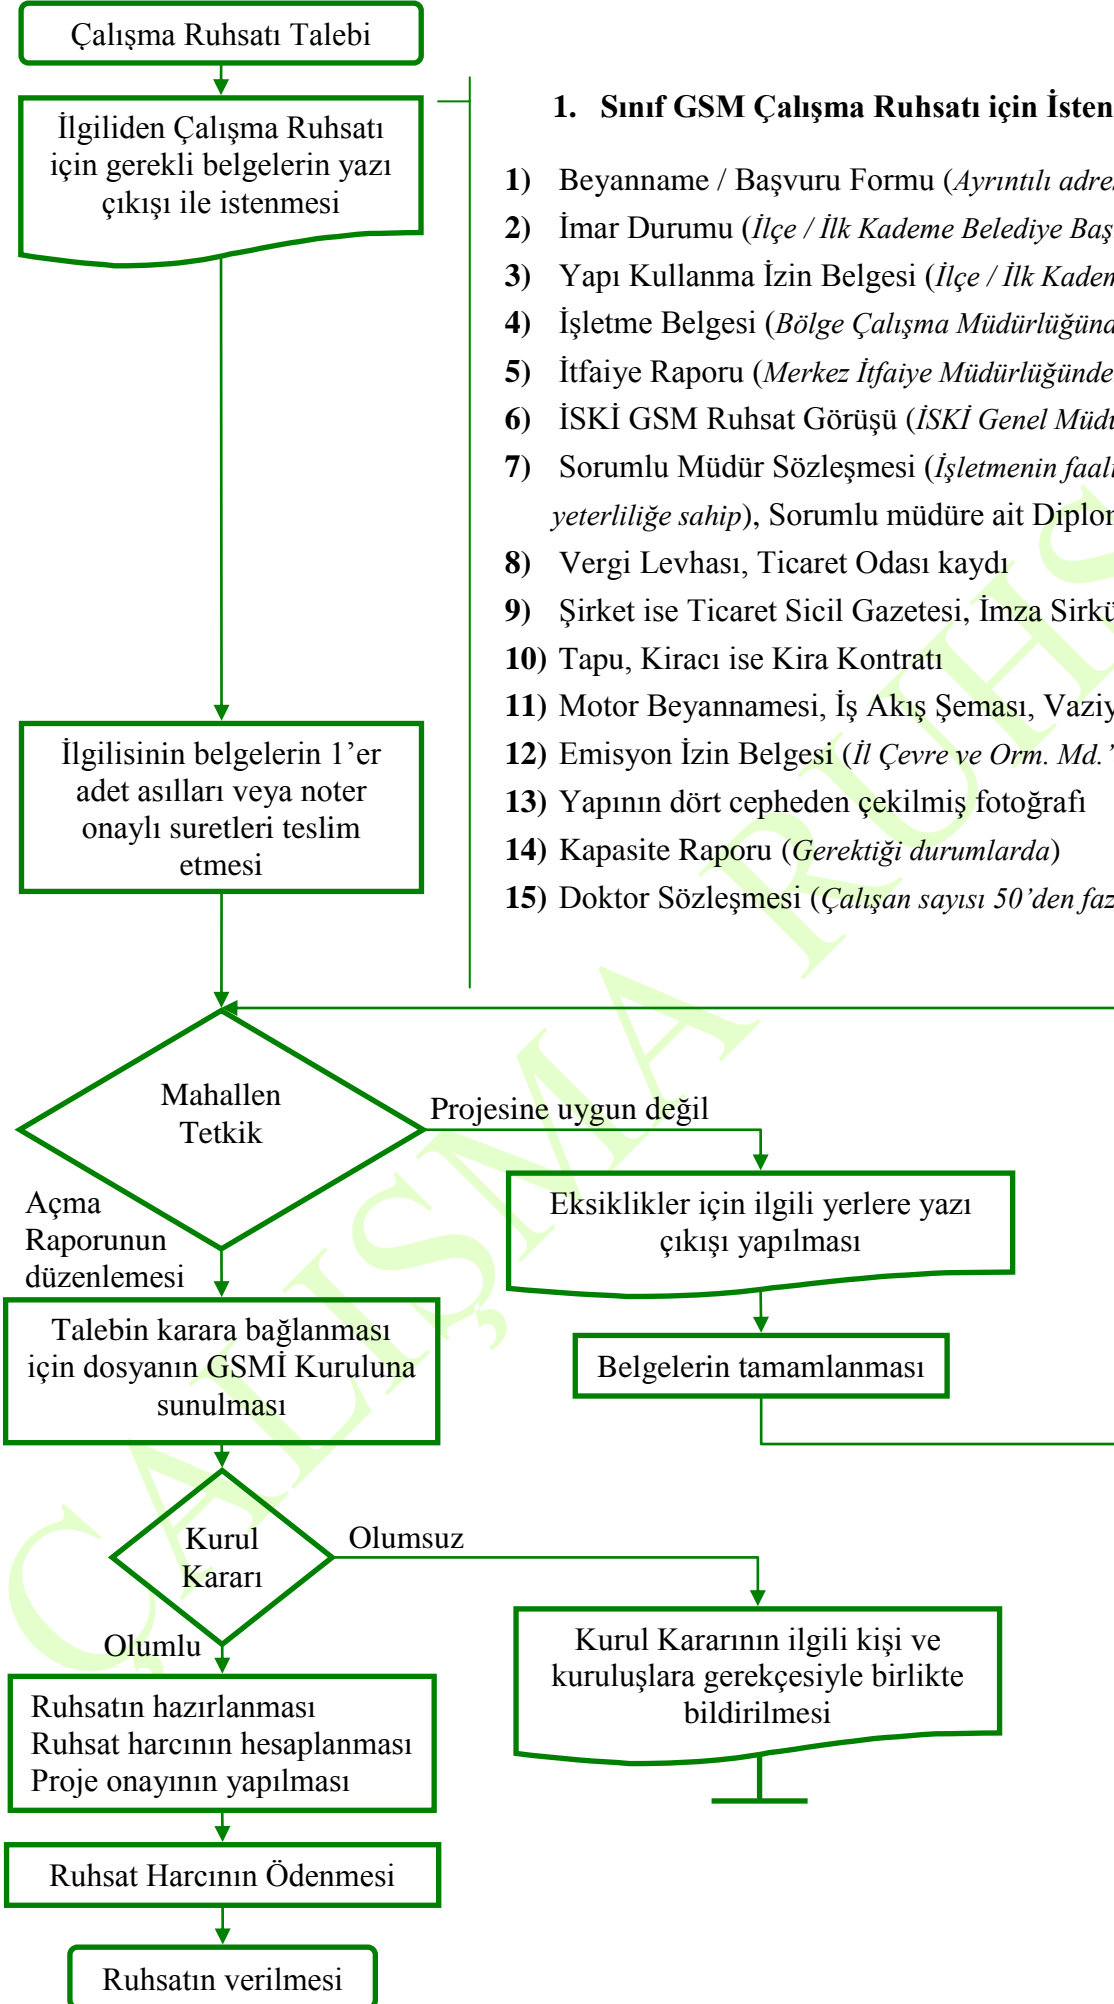 Çalışma Ruhsatı Talebi
İlgiliden Çalışma Ruhsatı
için gerekli belgelerin yazı
çıkışı ile istenmesi
1. Sınıf GSM Çalışma Ruhsatı için İsten
1) Beyanname / Başvuru Formu (Ayrıntılı adres
2) İmar Durumu (İlçe / İlk Kademe Belediye Baş
3) Yapı Kullanma İzin Belgesi (İlçe / İlk Kadem
4) İşletme Belgesi (Bölge Çalışma Müdürlüğünd
5) İtfaiye Raporu (Merkez İtfaiye Müdürlüğünde
6) İSKİ GSM Ruhsat Görüşü (İSKİ Genel Müdü
7) Sorumlu Müdür Sözleşmesi (İşletmenin faali
yeterliliğe sahip), Sorumlu müdüre ait Diplom
8) Vergi Levhası, Ticaret Odası kaydı
9) Şirket ise Ticaret Sicil Gazetesi, İmza Sirkü
10) Tapu, Kiracı ise Kira Kontratı
11) Motor Beyannamesi, İş Akış Şeması, Vaziy
12) Emisyon İzin Belgesi (İl Çevre ve Orm. Md.’
13) Yapının dört cepheden çekilmiş fotoğrafı
14) Kapasite Raporu (Gerektiği durumlarda)
15) Doktor Sözleşmesi (Çalışan sayısı 50’den faz
İlgilisinin belgelerin 1’er
adet asılları veya noter
onaylı suretleri teslim
etmesi
Mahallen
Tetkik
Projesine uygun değil
Eksiklikler için ilgili yerlere yazı
çıkışı yapılması
Belgelerin tamamlanması
Açma
Raporunun
düzenlemesi
Talebin karara bağlanması
için dosyanın GSMİ Kuruluna
sunulması
Kurul
Kararı
Olumsuz
Kurul Kararının ilgili kişi ve
kuruluşlara gerekçesiyle birlikte
bildirilmesi
Olumlu
Ruhsatın hazırlanması
Ruhsat harcının hesaplanması
Proje onayının yapılması
Ruhsat Harcının Ödenmesi
Ruhsatın verilmesi
ÇALIŞMA RUHS